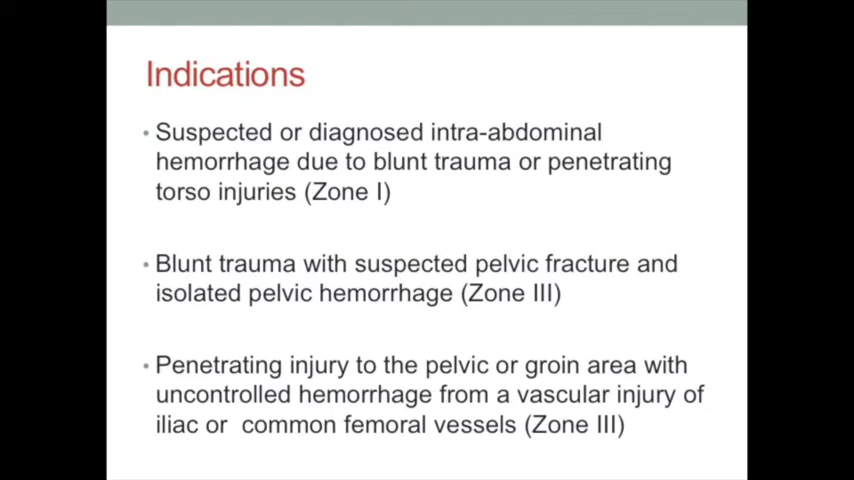 Indications
• Suspected or diagnosed intra-abdominal
hemorrhage due to blunt trauma or penetrating
torso injuries (Zone I)
• Blunt trauma with suspected pelvic fracture and
isolated pelvic hemorrhage (Zone III)
• Penetrating injury to the pelvic or groin area with
uncontrolled hemorrhage from a vascular injury of
iliac or  common femoral vessels (Zone III)